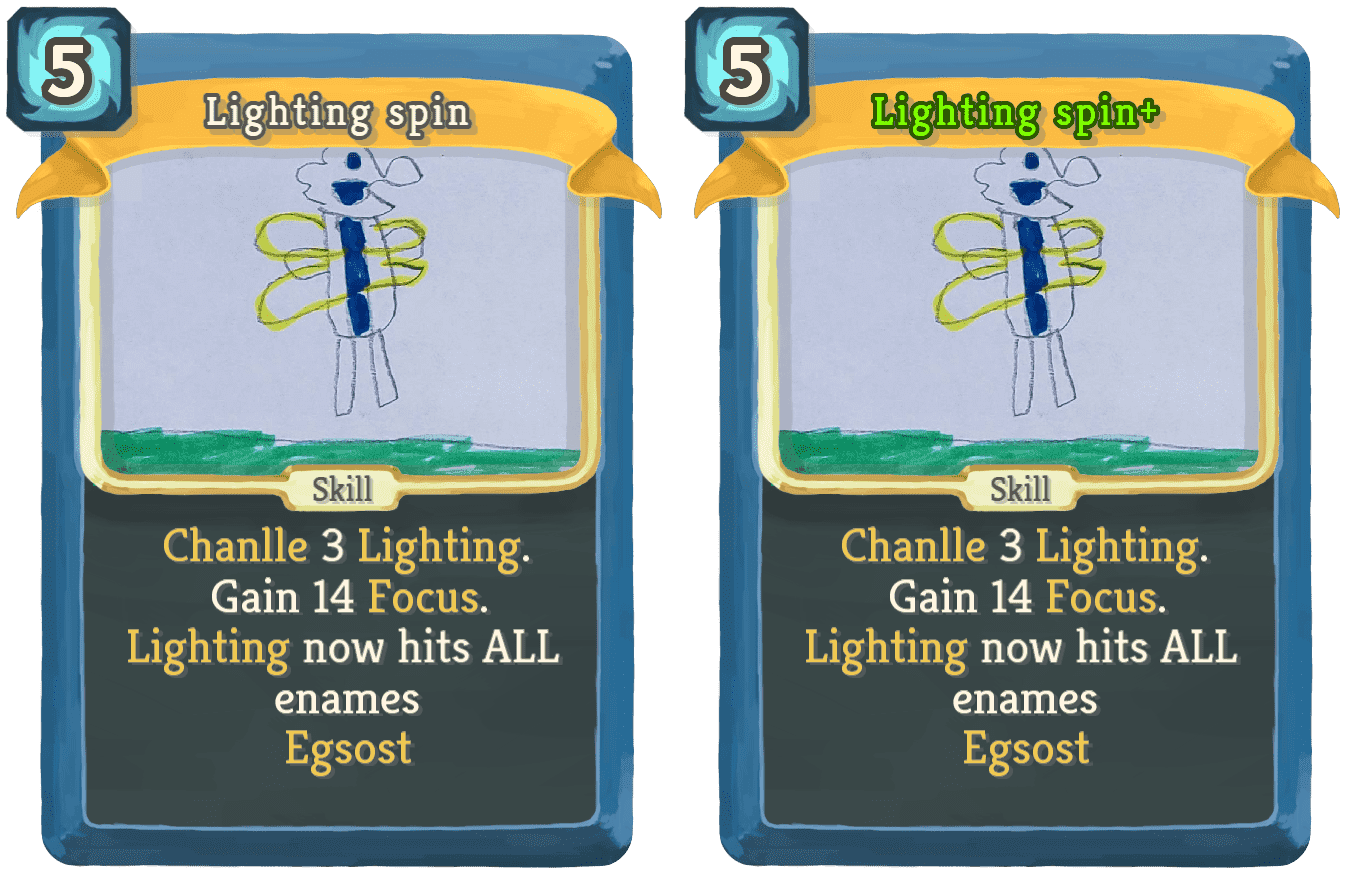 5
Lighting spin
Skill
Chanlle 3 Lighting.
Gain 14 Focus.
Lighting now hits ALL
enames
Egsost
5
Lighting spin+
Skill
Chanlle 3 Lighting.
Gain 14 Focus.
Lighting now hits ALL
enames
Egsost